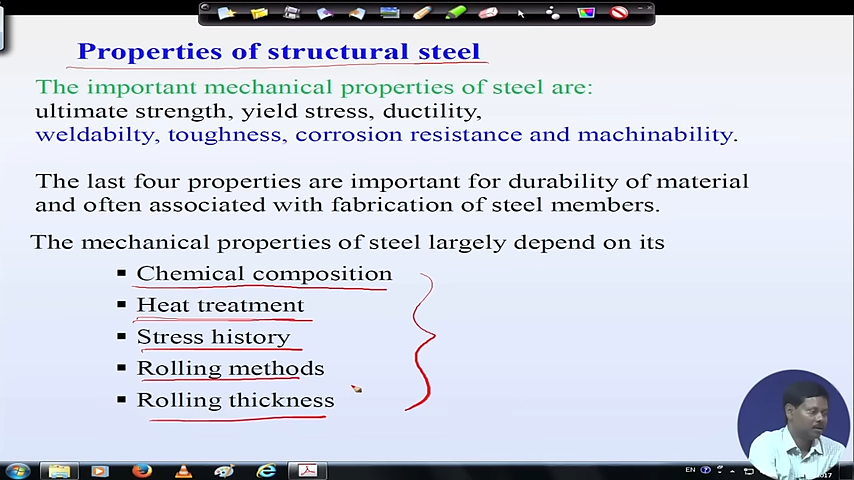 Properties of structural steel
The important mechanical properties of steel are:
ultimate strength, yield stress, ductility,
weldabilty, toughness, corrosion resistance and machinability.
The last four properties are important for durability of material
and often associated with fabrication of steel members.
The mechanical properties of steel largely depend on its
▪ Chemical composition
▪ Heat treatment
▪ Stress history
▪ Rolling methods
▪ Rolling thickness
EN